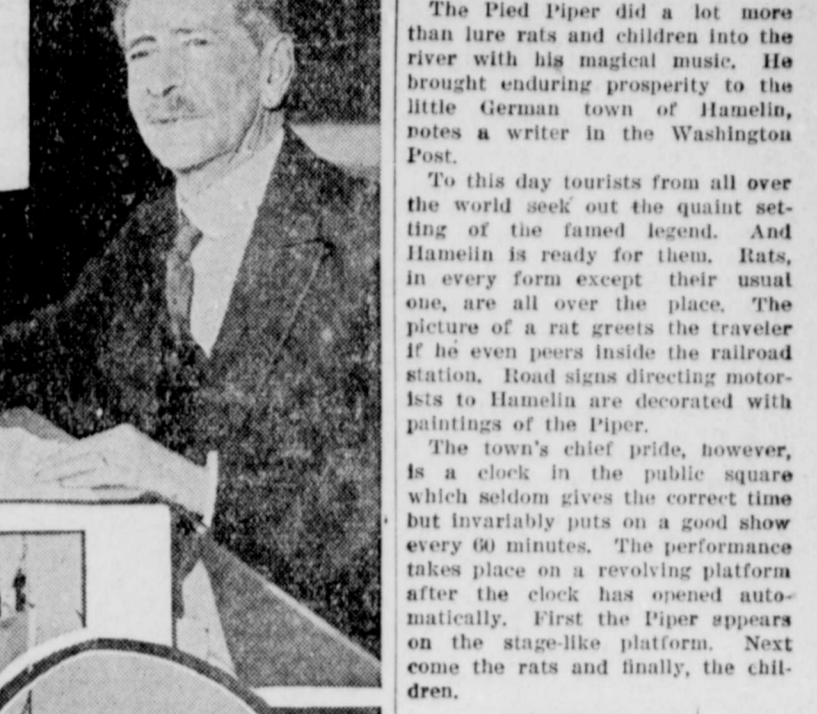 The Pied Piper did a lot more
than lure rats and children into the
river with his magical music. He
brought enduring prosperity to the
little German town of Hamelin,
notes a writer in the Washington
Post.
To this day tourists from all over
the world seek out the quaint set-
ting of the famed legend. And
Hamelin is ready for them. Rats,
in every form except their usual
one, are all over the place. The
picture of a rat greets the traveler
if he even peers inside the railroad
station. Road signs directing motor-
ists to Hamelin are decorated with
paintings of the Piper.
The town's chief pride, however,
is a clock in the public square
which seldom gives the correct time
but invariably puts on a good show
every 60 minutes. The performance
takes place on a revolving platform
after the clock has opened auto-
matically. First the Piper appears
on the stage-like platform. Next
come the rats and finally, the chil-
dren.